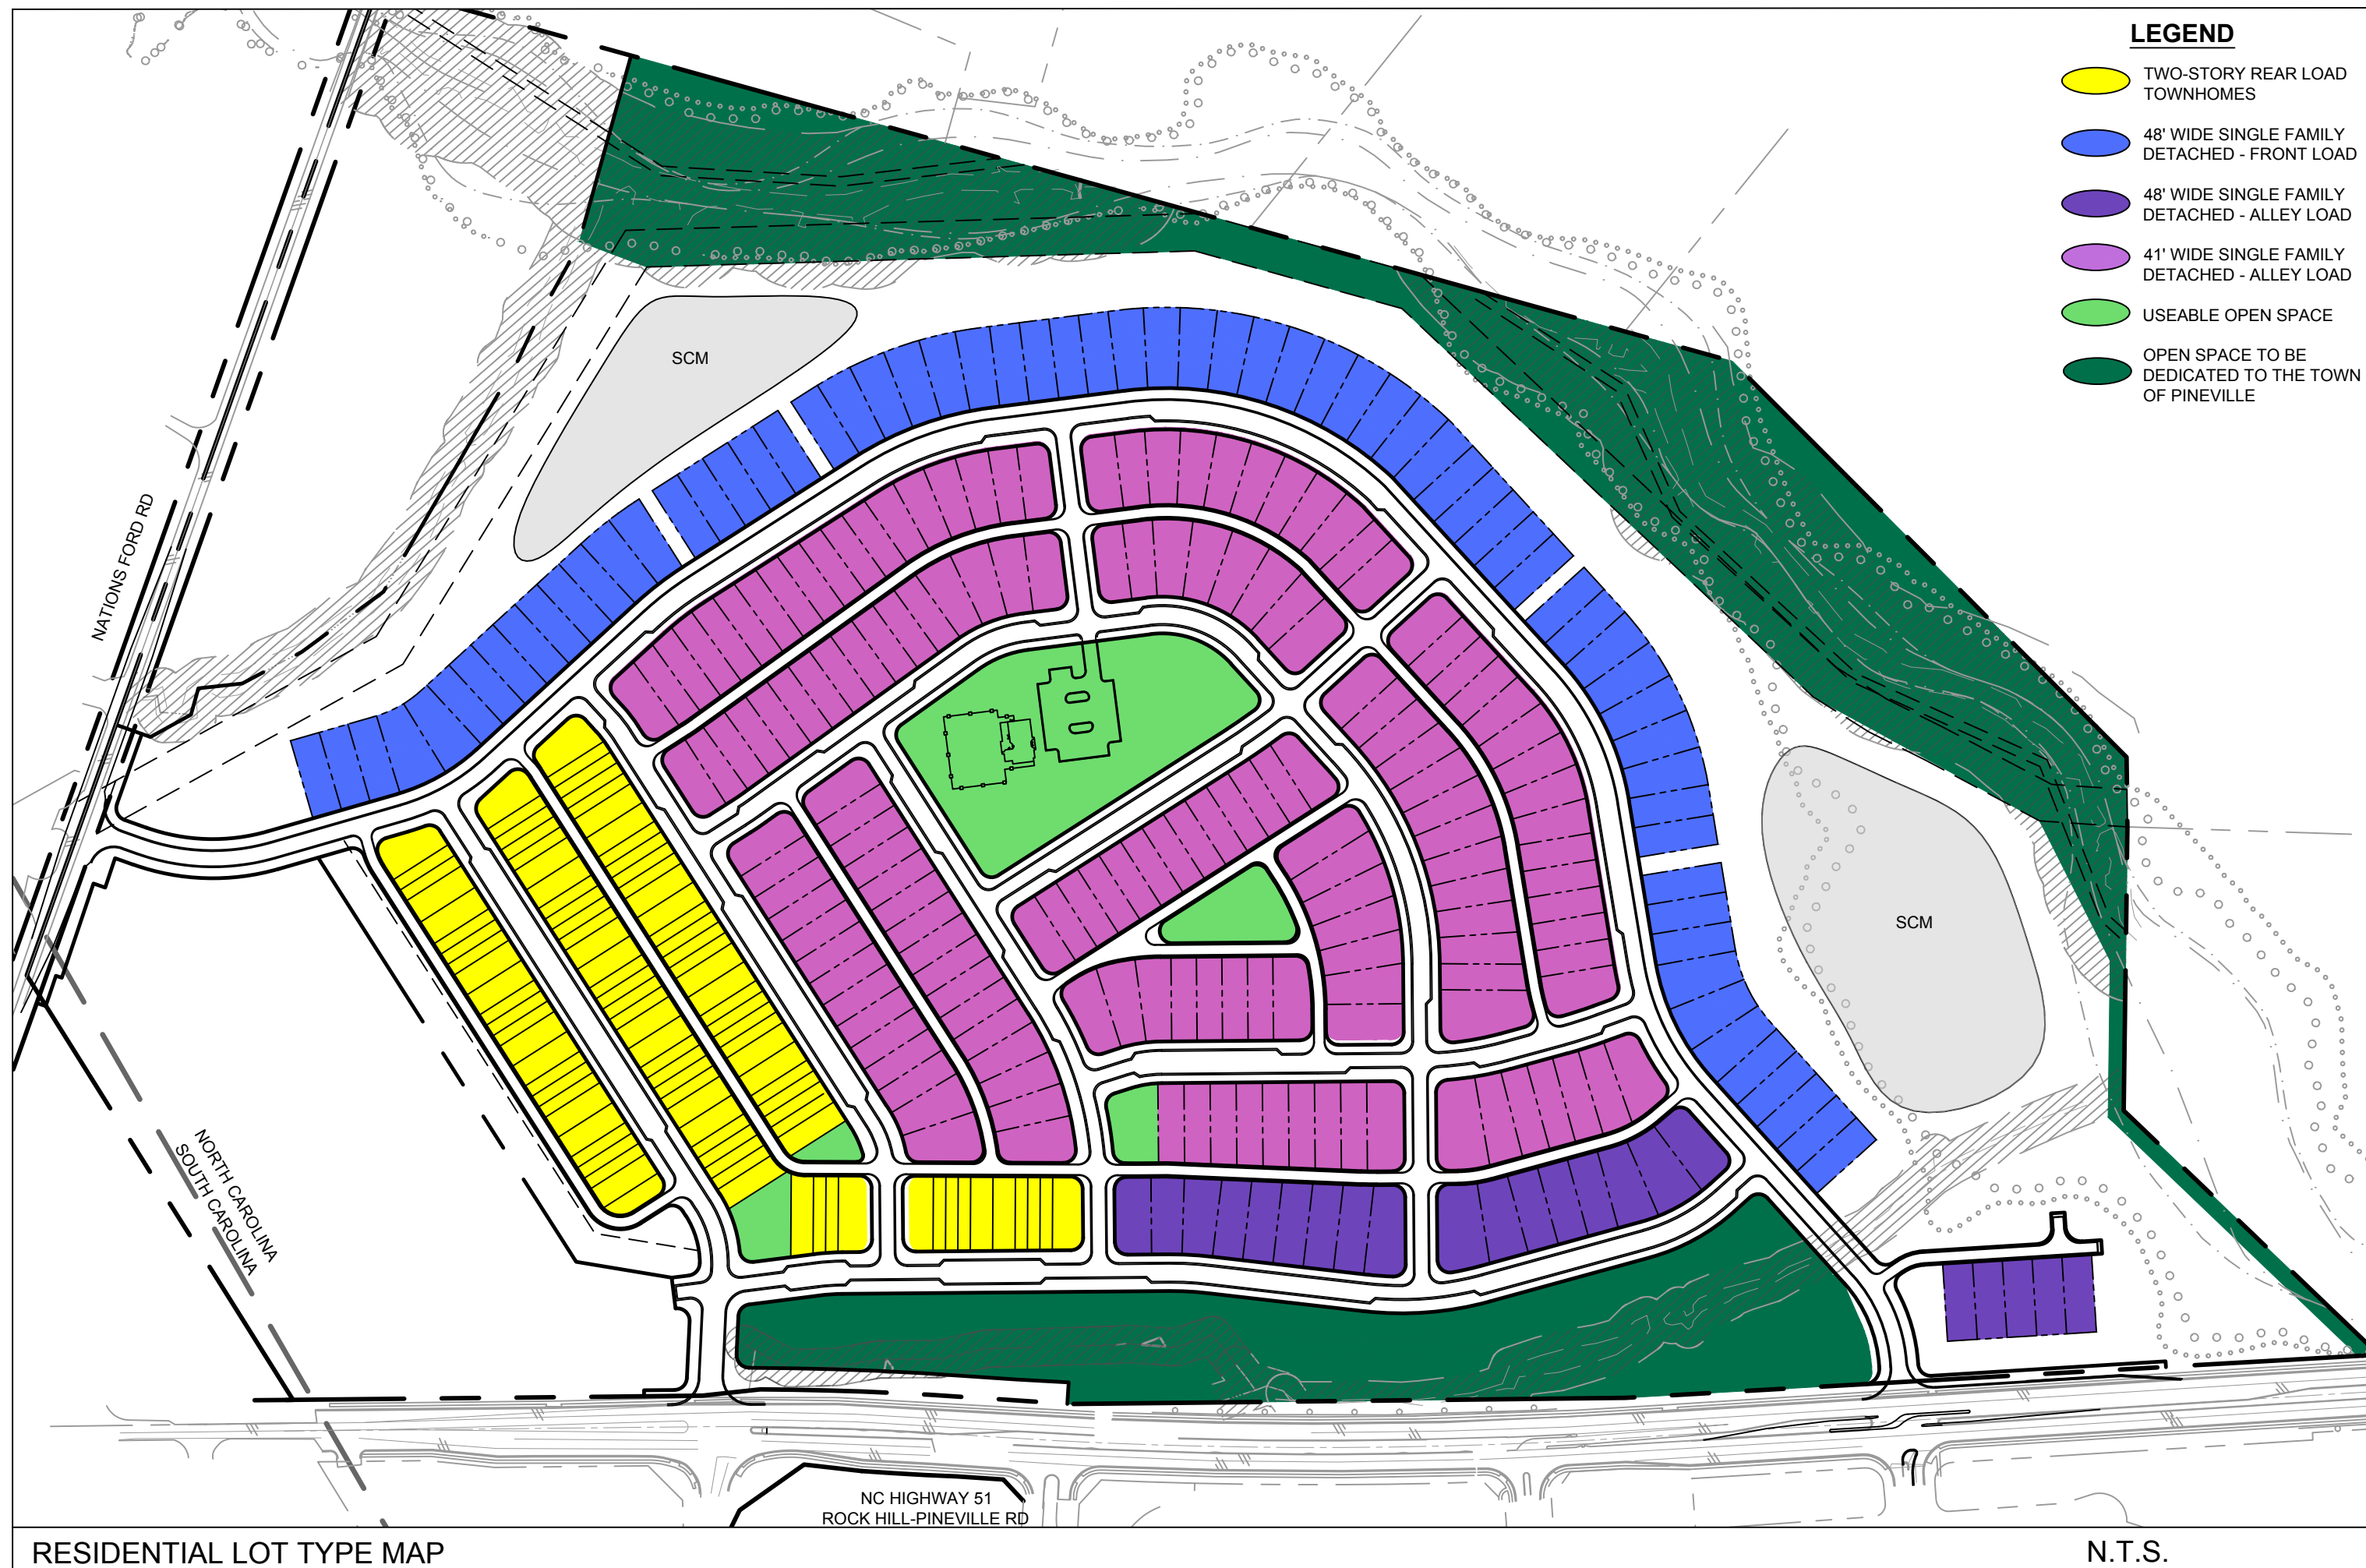 LEGEND
TWO-STORY REAR LOAD
TOWNHOMES
48' WIDE SINGLE FAMILY
DETACHED - FRONT LOAD
48' WIDE SINGLE FAMILY
DETACHED - ALLEY LOAD
41' WIDE SINGLE FAMILY
DETACHED - ALLEY LOAD
USEABLE OPEN SPACE
OPEN SPACE TO BE
DEDICATED TO THE TOWN
OF PINEVILLE
SCM
NATIONS FORD RD
SCM
NORTH CAROLINA
SOUTH CAROLINA
NC HIGHWAY 51
ROCK HILL-PINEVILLE RD
RESIDENTIAL LOT TYPE MAP
N.T.S.